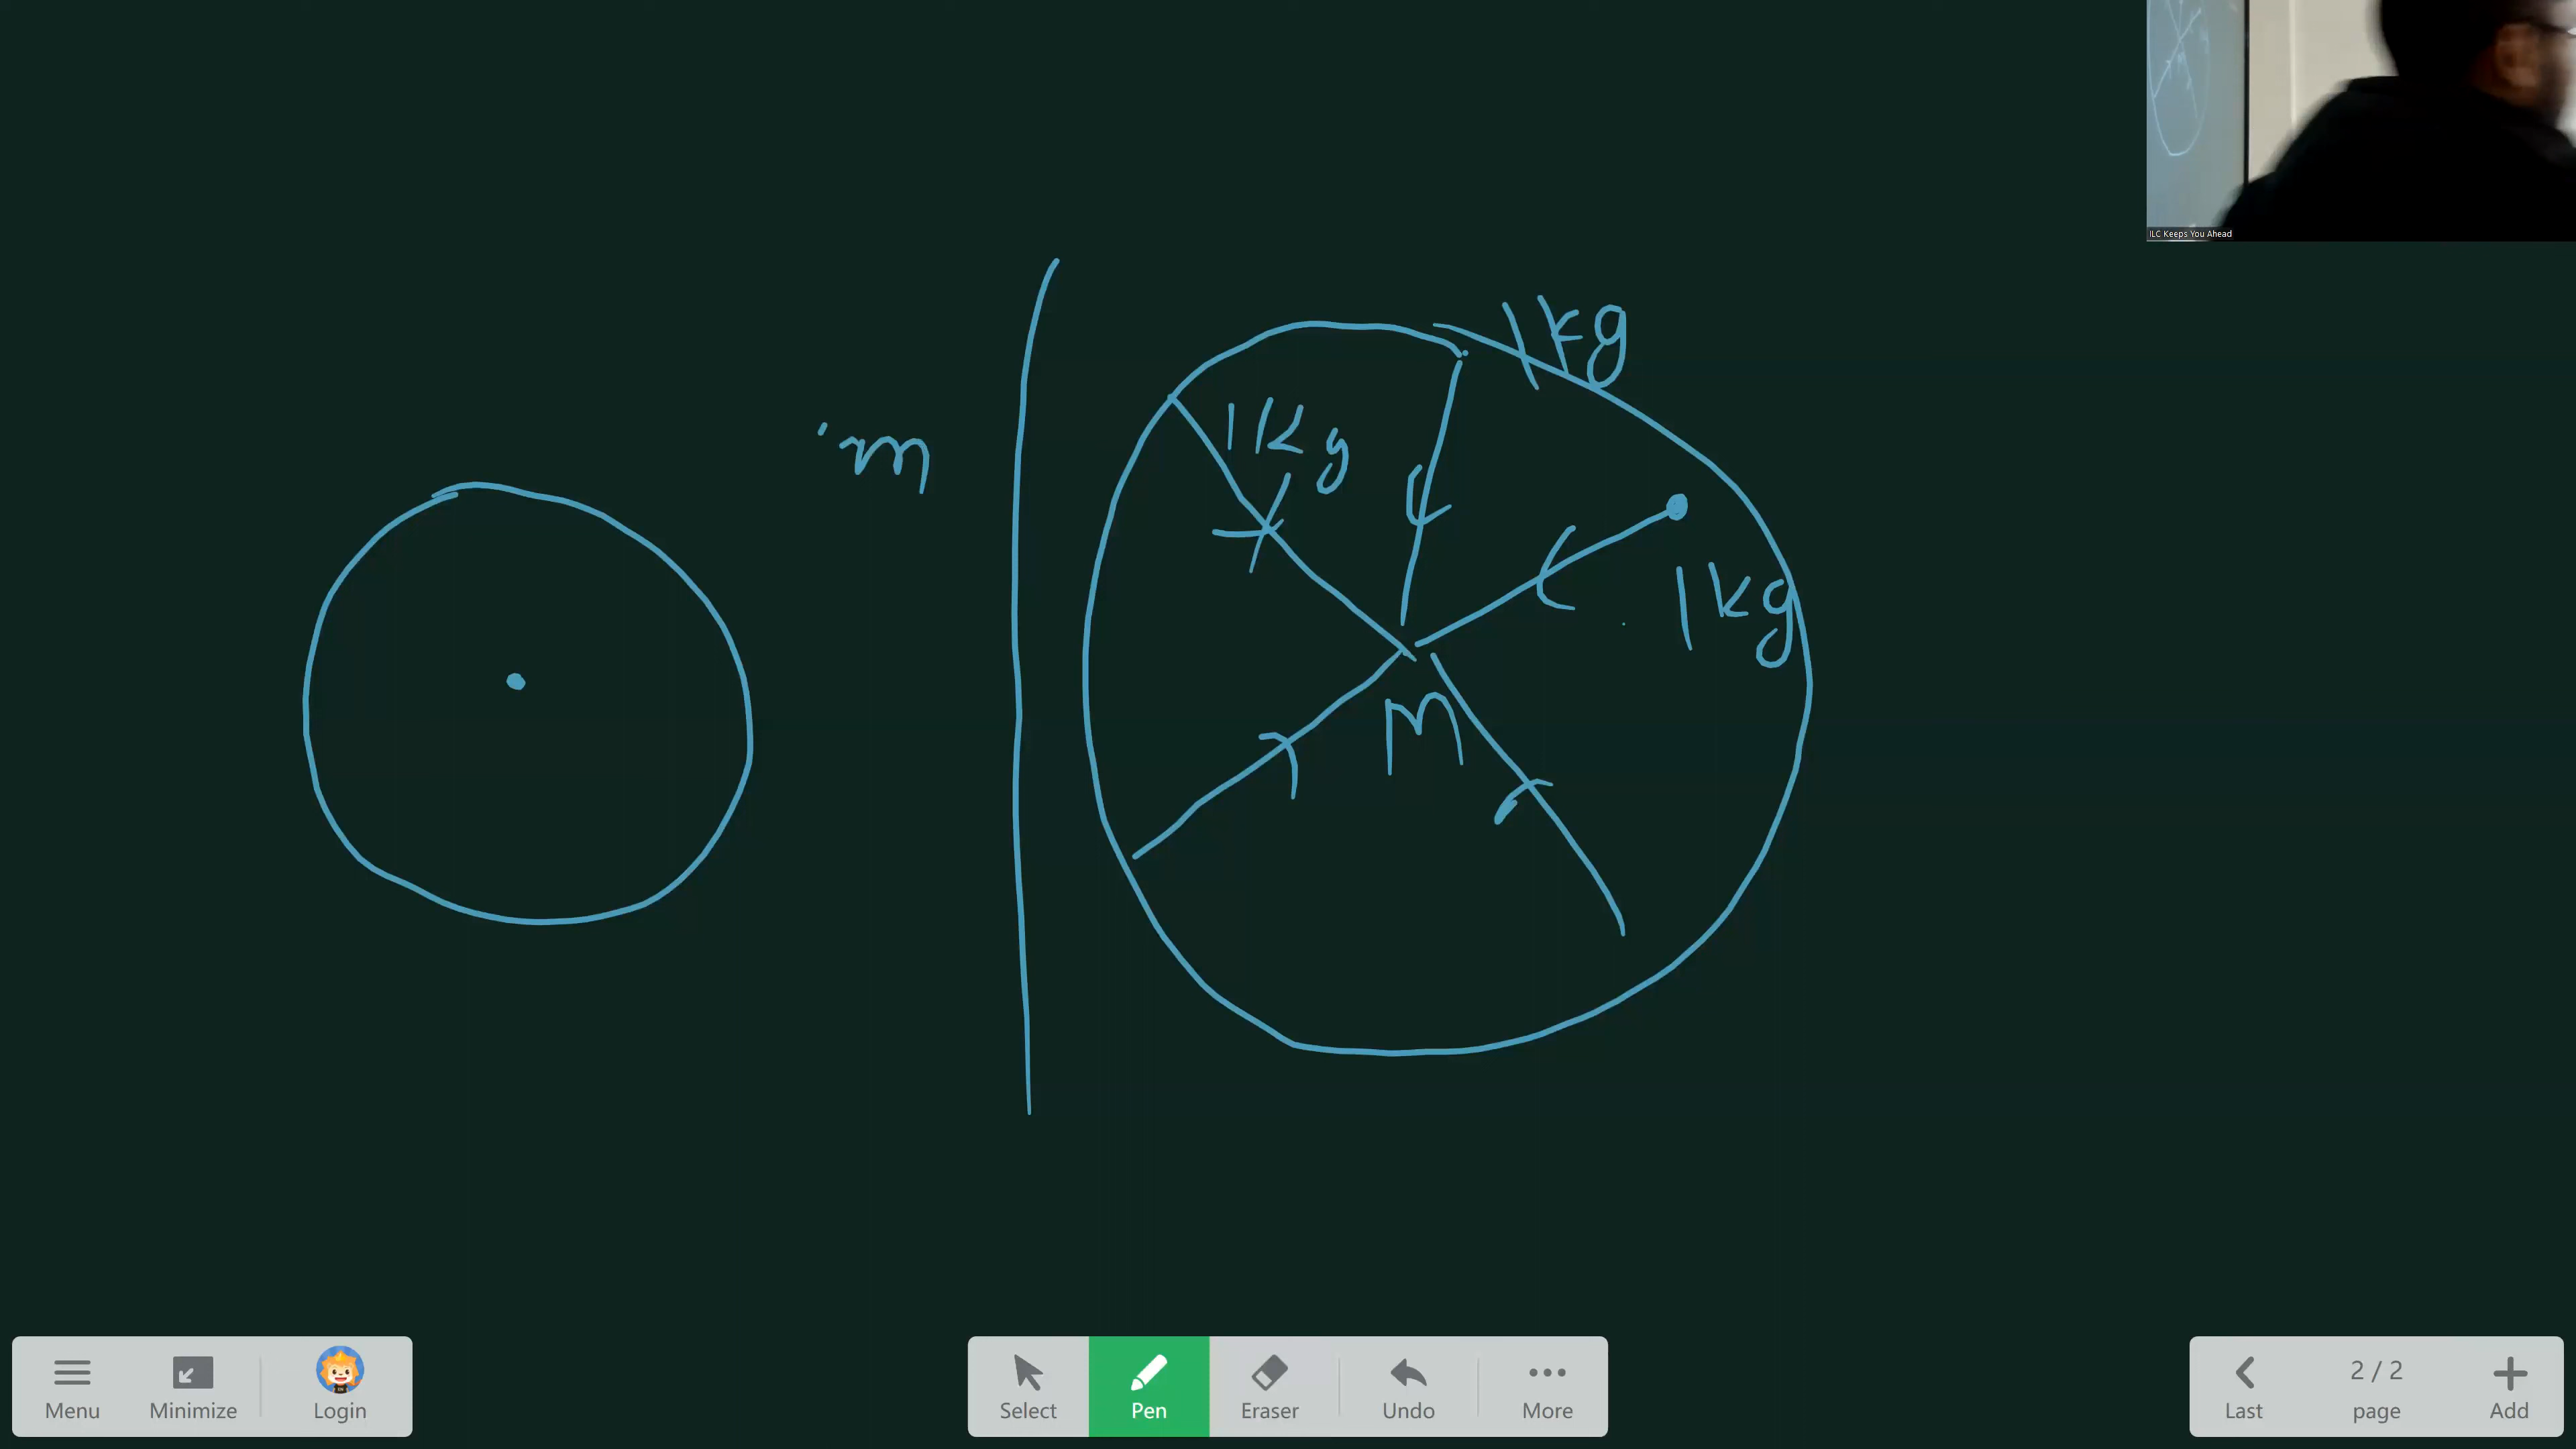 ILC Keeps You Ahead
1kg
1kg
m
1kg
M
Menu
Minimize
Login
Select
Pen
Eraser
Undo
More
Last
2 / 2
page
Add